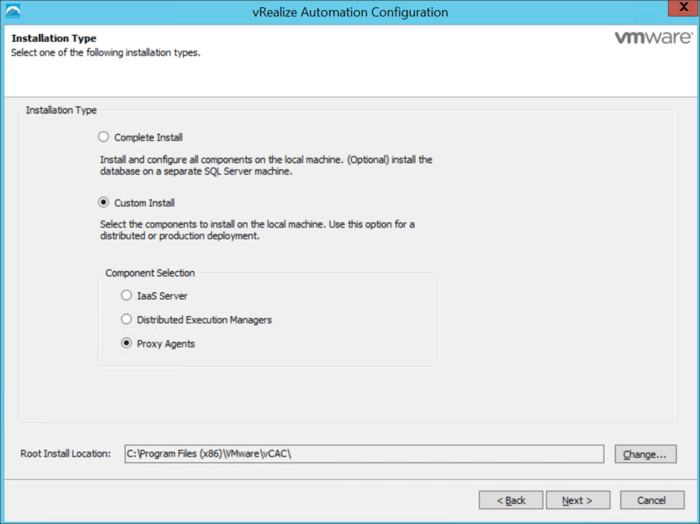 vRealize Automation Configuration
X
Installation Type
Select one of the following installation types.
vmware
Installation Type
Complete Install
Install and configure all components on the local machine. (Optional) install the
database on a separate SQL Server machine.
Custom Install
Select the components to install on the local machine. Use this option for a
distributed or production deployment.
Component Selection
IaaS Server
Distributed Execution Managers
Proxy Agents
Root Install Location: C:\Program Files (x86)\VMware\vCAC\ Change...
< Back Next > Cancel